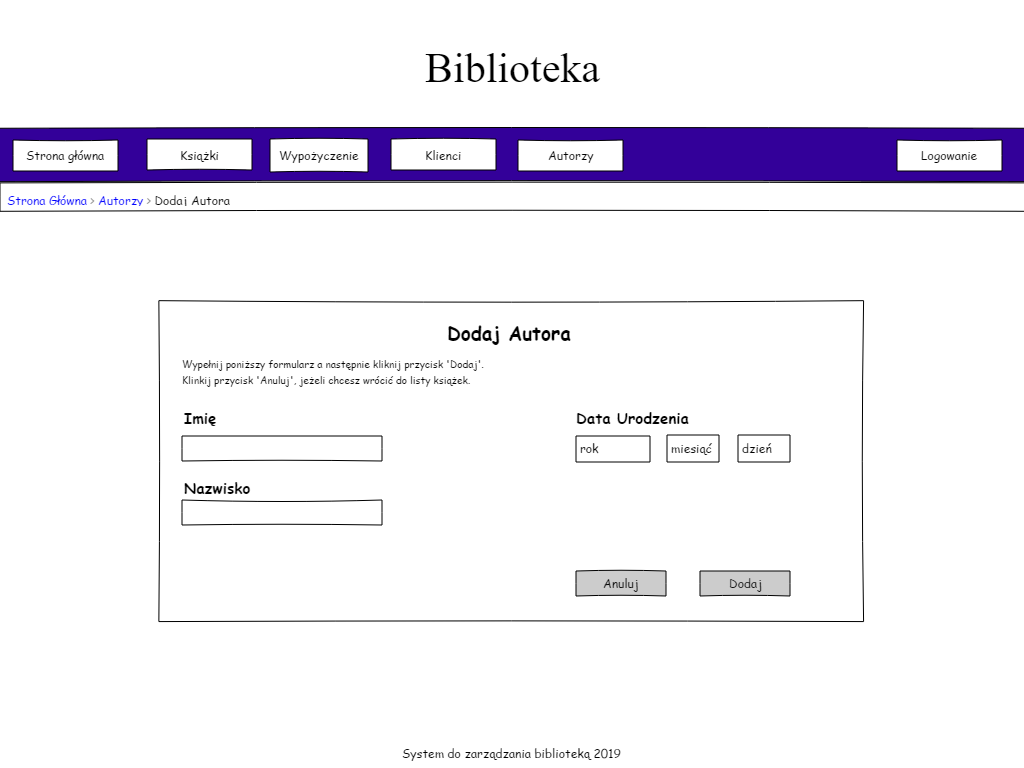 Biblioteka
Strona główna Książki Wypożyczenie Klienci Autorzy Logowanie
Strona Główna > Autorzy > Dodaj Autora
Dodaj Autora
Wypełnij poniższy formularz a następnie kliknij przycisk 'Dodaj'.
Klinkij przycisk 'Anuluj', jeżeli chcesz wrócić do listy książek.
Imię Data Urodzenia
rok miesiąć dzień
Nazwisko
Anuluj Dodaj
System do zarządzania biblioteką 2019